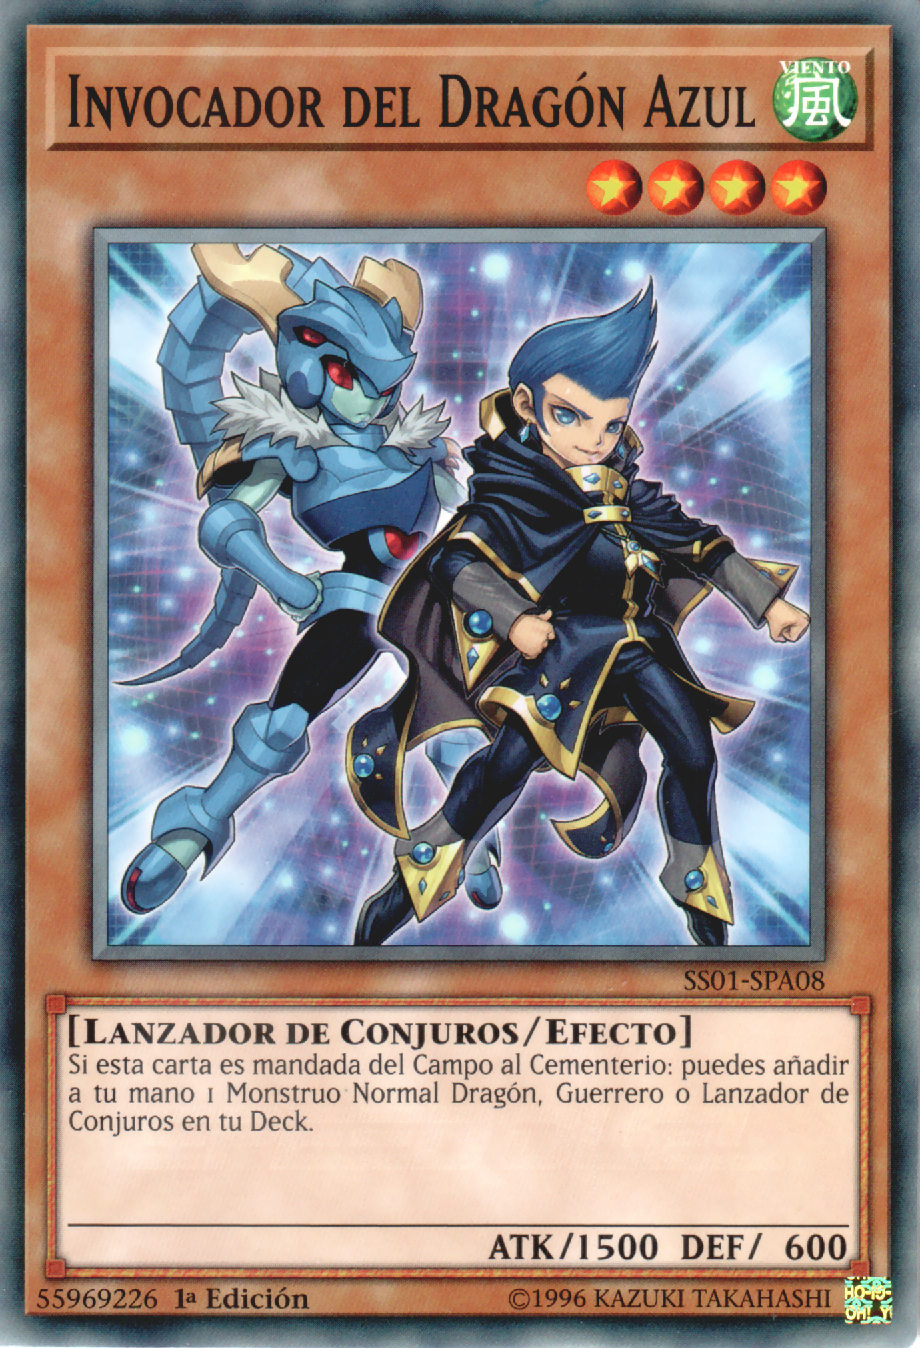 INVOCADOR DEL DRAGÓN AZUL
VIENTO
風
SS01-SPA08
[LANZADOR DE CONJUROS/EFECTO]
Si esta carta es mandada del Campo al Cementerio: puedes añadir
a tu mano 1 Monstruo Normal Dragón, Guerrero o Lanzador de
Conjuros en tu Deck.
ATK/1500 DEF/ 600
55969226 1ª Edición
©1996 KAZUKI TAKAHASHI